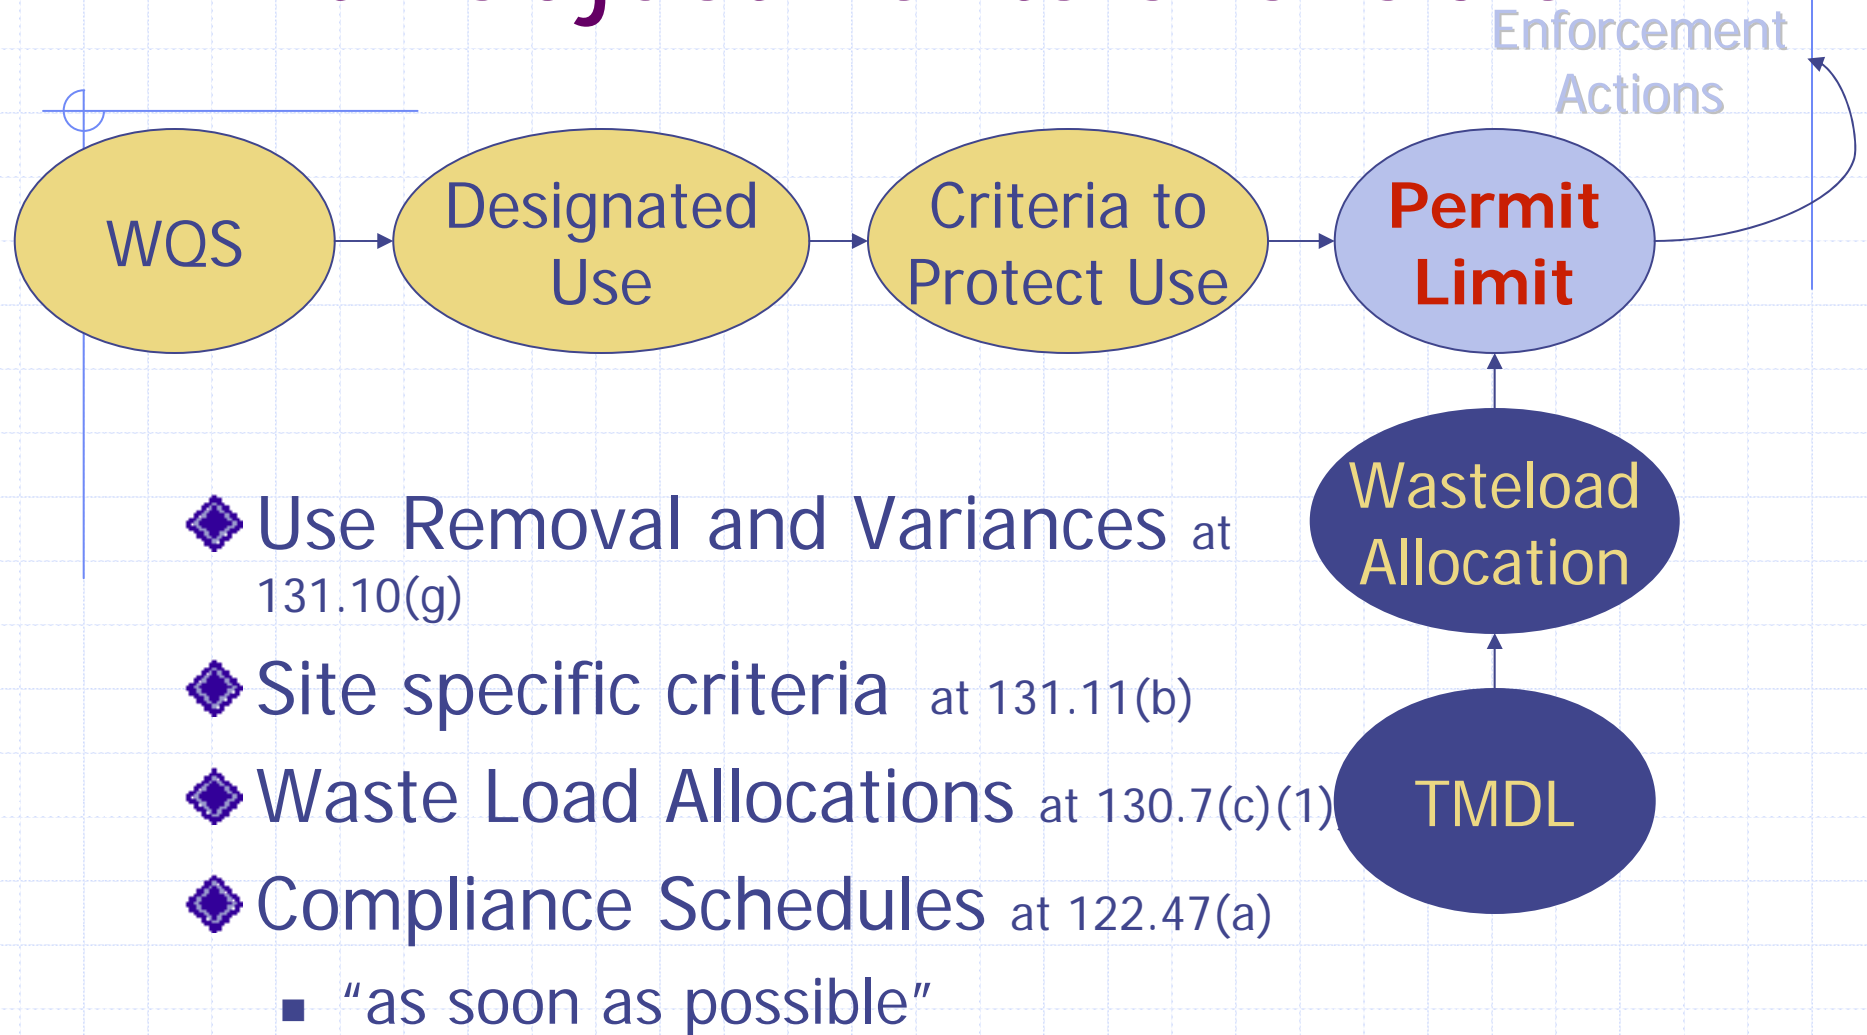 Enforcement
Actions
WQS
Designated
Use
Criteria to
Protect Use
Permit
Limit
Wasteload
Allocation
TMDL
Use Removal and Variances at
131.10(g)
Site specific criteria at 131.11(b)
Waste Load Allocations at 130.7(c)(1)
Compliance Schedules at 122.47(a)
"as soon as possible"